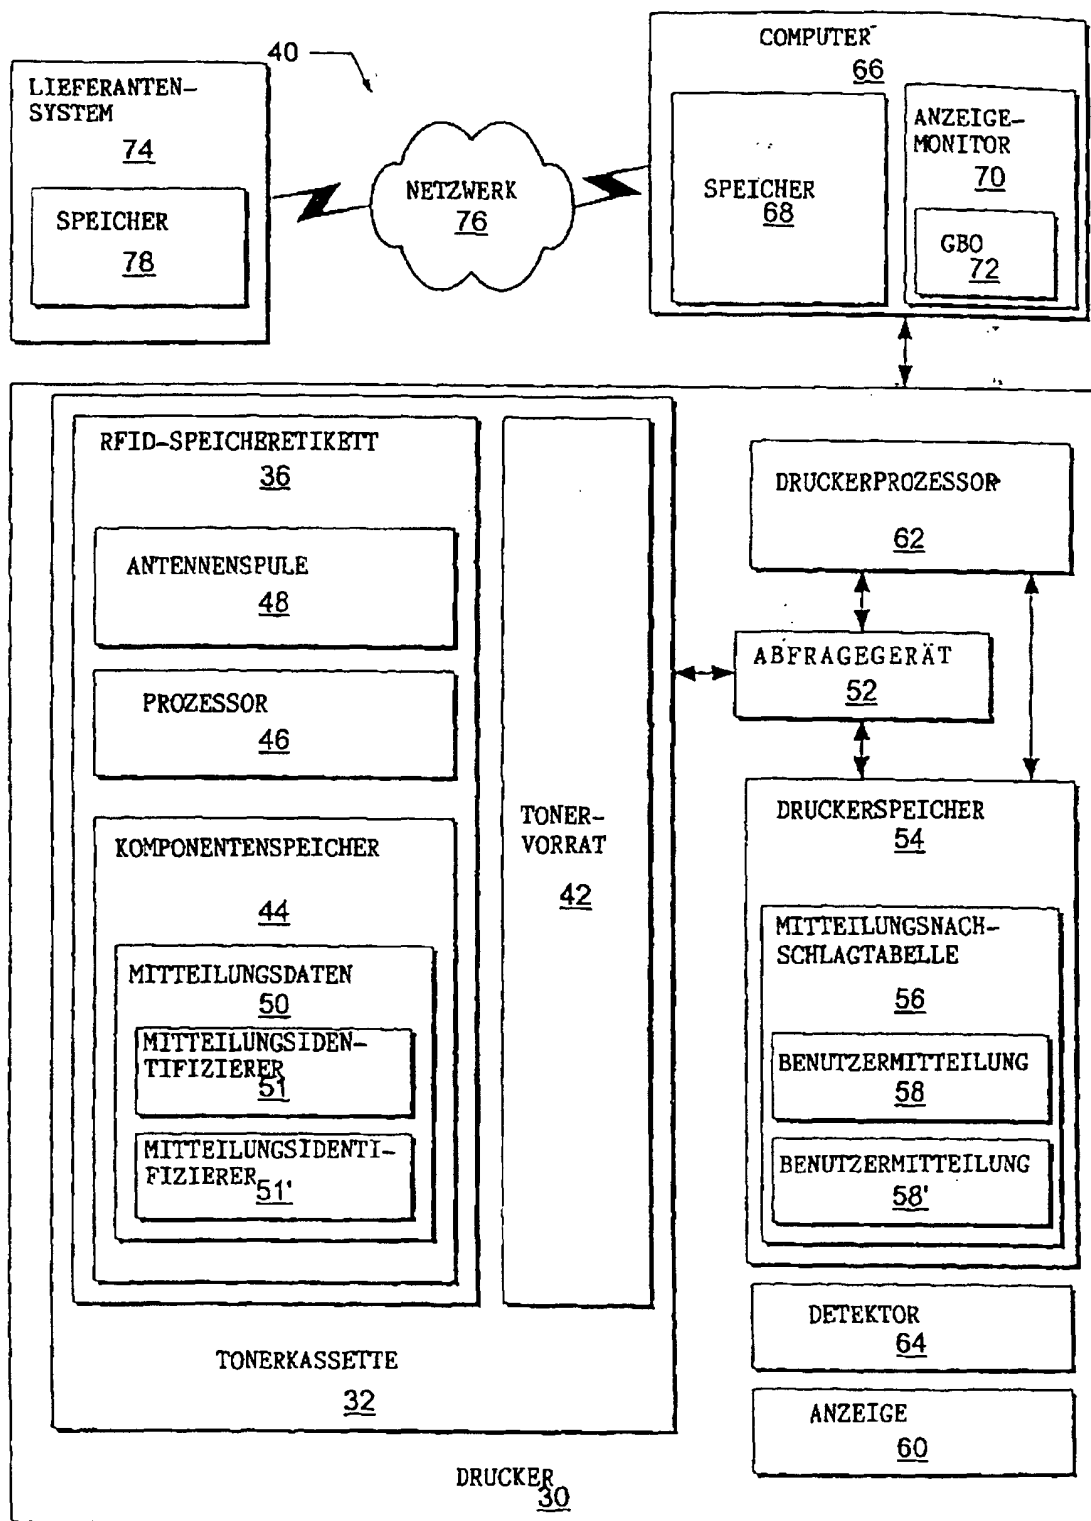 40
LIEFERANTEN-
SYSTEM
74
SPEICHER
78
NETZWERK
76
COMPUTER
66
SPEICHER
68
ANZEIGE-
MONITOR
70
GBO
72
RFID-SPEICHERETIKETT
36
ANTENNENSPULE
48
PROZESSOR
46
KOMPONENTENSPEICHER
44
MITTEILUNGSDATEN
50
MITTEILUNGSIDEN-
TIFIZIERER
51
MITTEILUNGSIDENTI-
FIZIERER
51'
TONER-
VORRAT
42
TONERKASSETTE
32
DRUCKERPROZESSOR
62
ABFRAGEGERÄT
52
DRUCKERSPEICHER
54
MITTEILUNGSNACH-
SCHLAGTABELLE
56
BENUTZERMITTEILUNG
58
BENUTZERMITTEILUNG
58'
DETEKTOR
64
ANZEIGE
60
DRUCKER
30